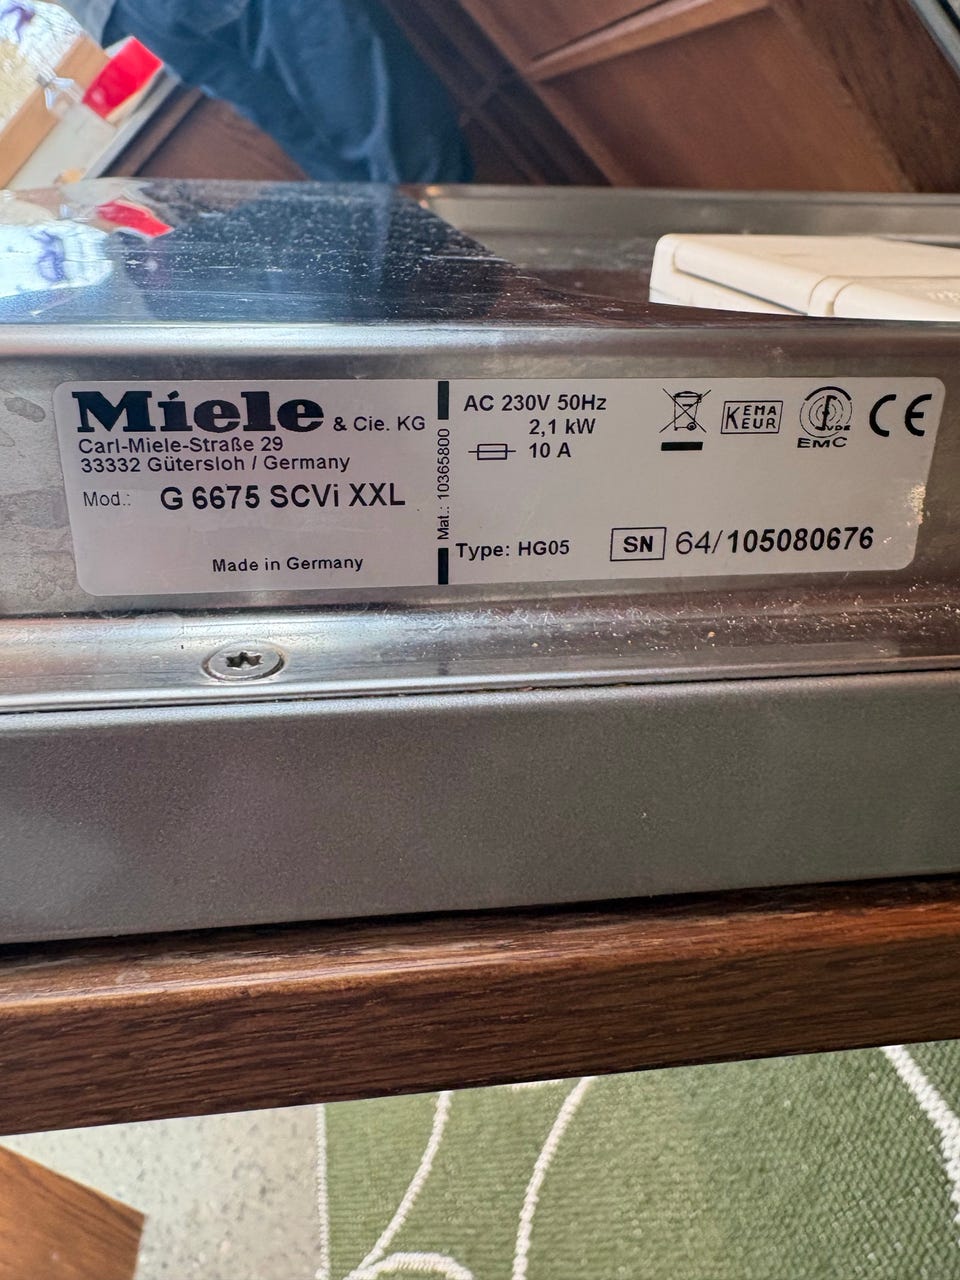 Miele & Cie. KG
Carl-Miele-Straße 29
33332 Gütersloh / Germany
Mod.: G 6675 SCVi XXL
Made in Germany
Mat.: 10365800
AC 230V 50Hz
2,1 kW
10 A
Type: HG05
SN 64/105080676
KEMA
KEUR
VDE
EMC
CE